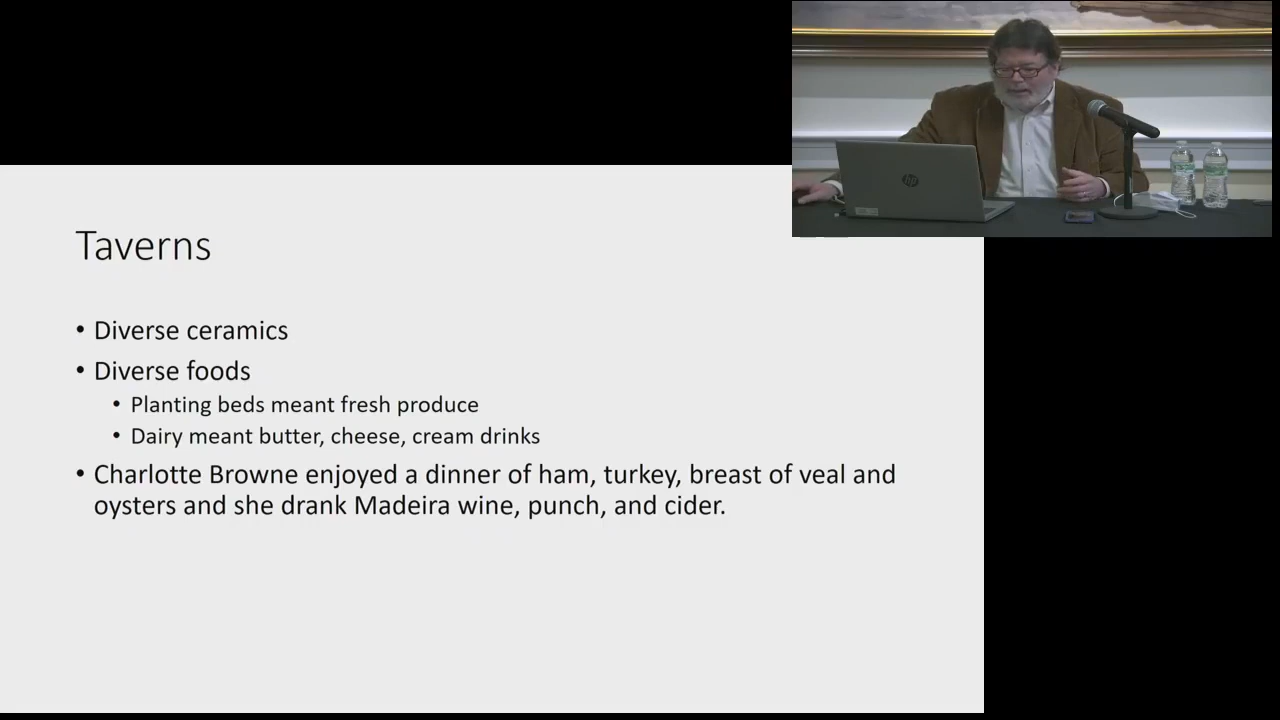 hp
Taverns
• Diverse ceramics
• Diverse foods
• Planting beds meant fresh produce
• Dairy meant butter, cheese, cream drinks
• Charlotte Browne enjoyed a dinner of ham, turkey, breast of veal and
oysters and she drank Madeira wine, punch, and cider.